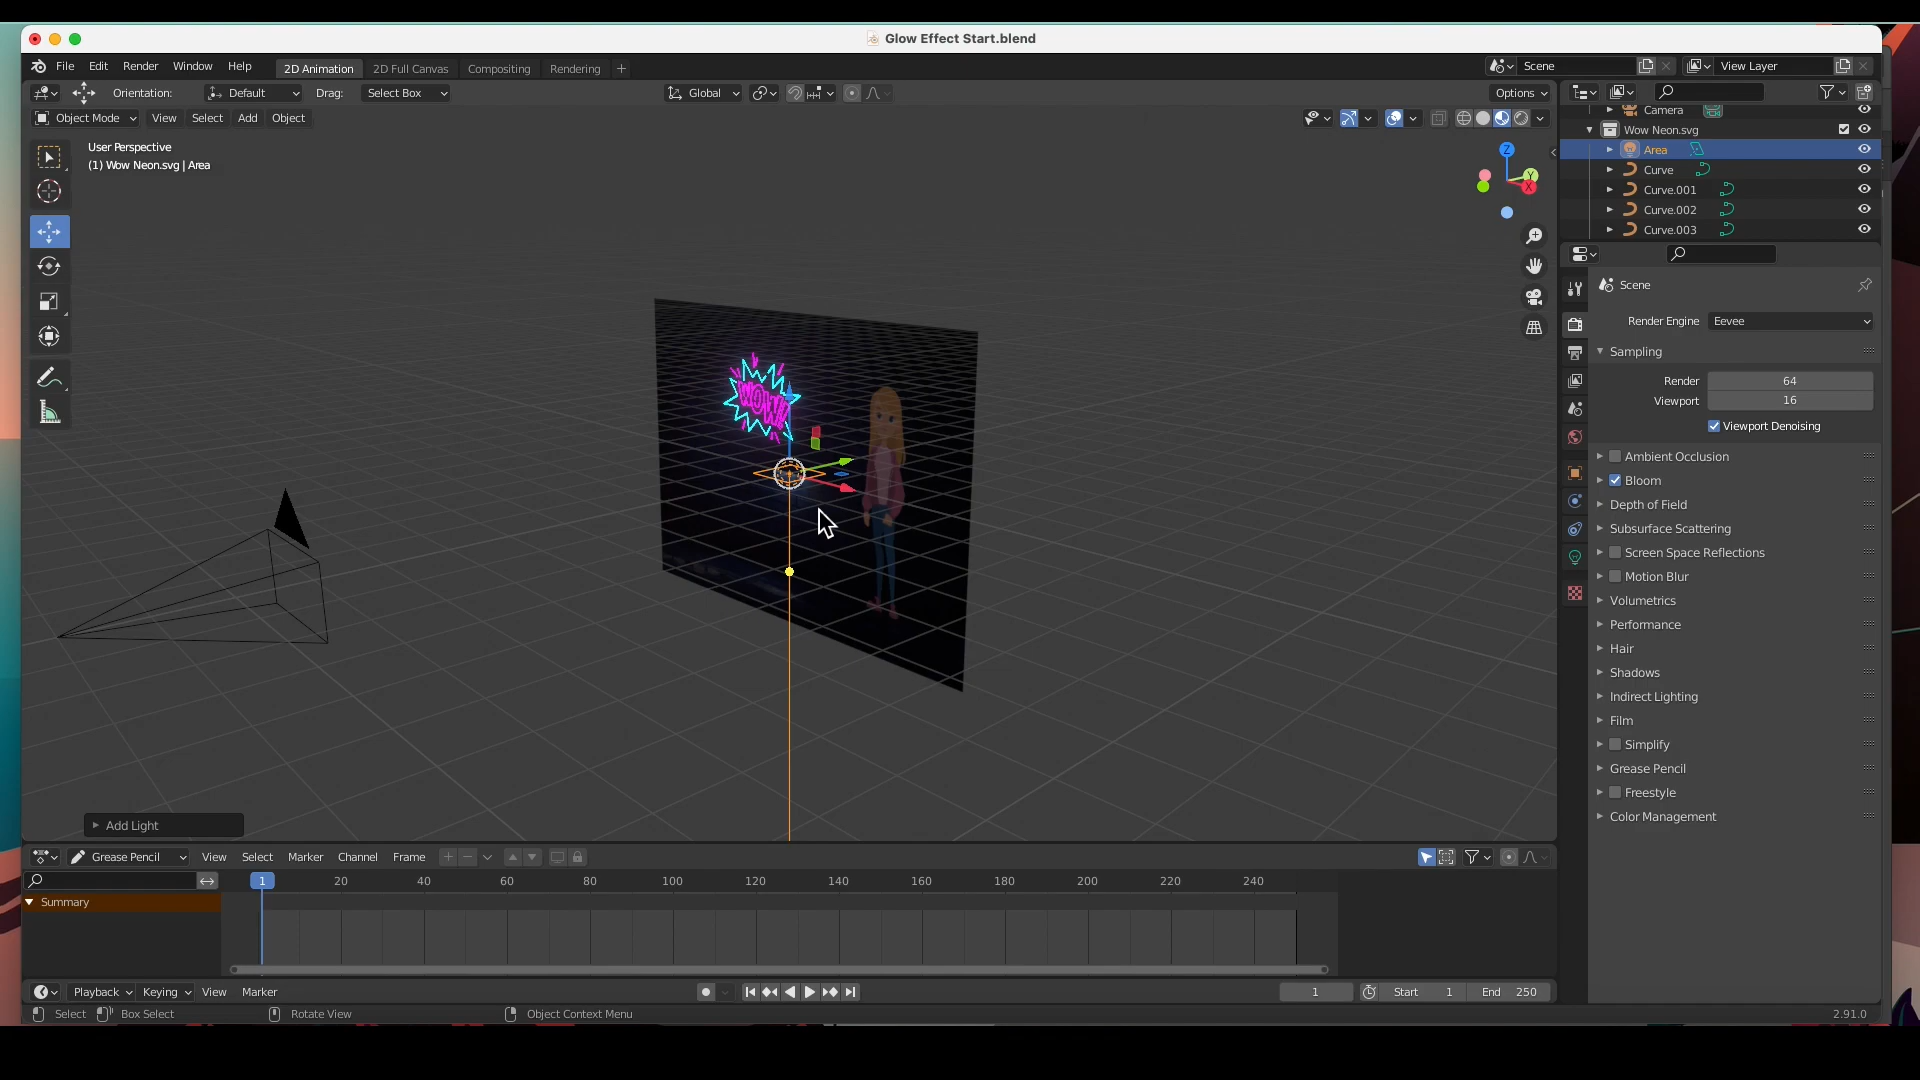 Glow Effect Start.blend
File Edit Render Window Help 2D Animation 2D Full Canvas Compositing Rendering + Scene View Layer
Orientation: Default Drag: Select Box Global Options
Object Mode View Select Add Object
User Perspective
(1) Wow Neon.svg | Area
Z
Y
X
WOW!
Add Light
Camera
Wow Neon.svg
Area
Curve
Curve.001
Curve.002
Curve.003
Scene
Render Engine Eevee
Sampling
Render 64
Viewport 16
Viewport Denoising
Ambient Occlusion
Bloom
Depth of Field
Subsurface Scattering
Screen Space Reflections
Motion Blur
Volumetrics
Performance
Hair
Shadows
Indirect Lighting
Film
Simplify
Grease Pencil
Freestyle
Color Management
Grease Pencil View Select Marker Channel Frame
1 20 40 60 80 100 120 140 160 180 200 220 240
Summary
Playback Keying View Marker 1 Start 1 End 250
Select Box Select Rotate View Object Context Menu 2.91.0